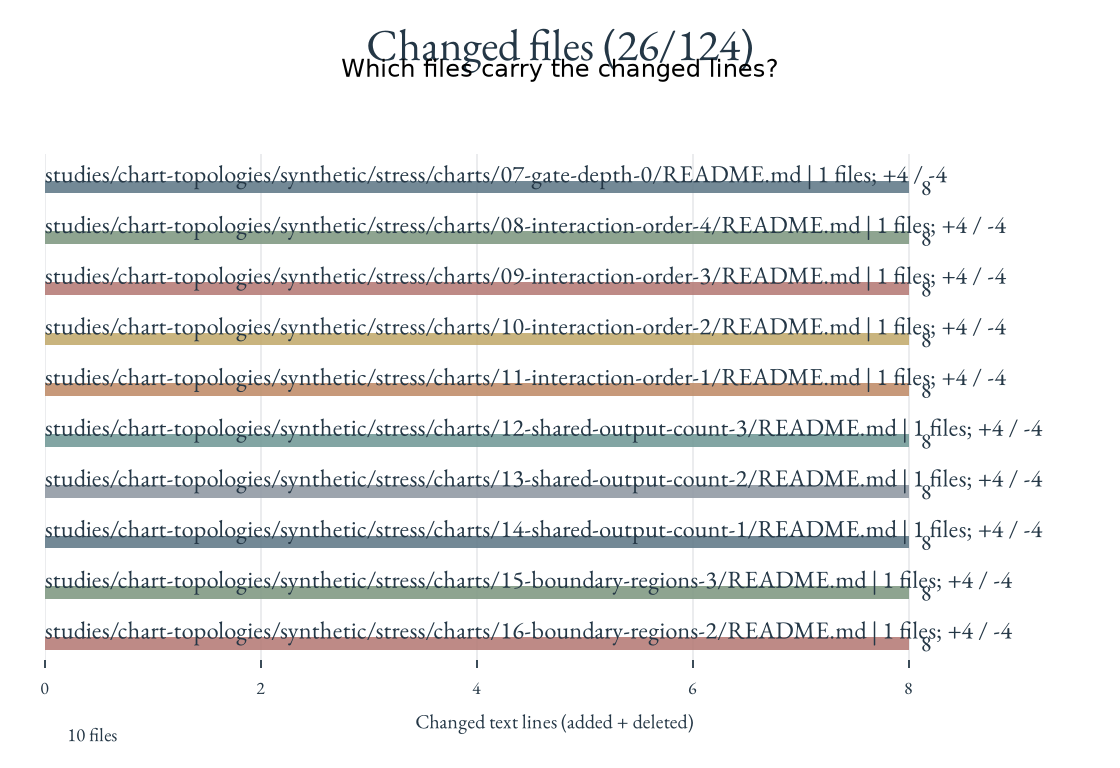 Changed files (26/124)
Which files carry the changed lines?
studies/chart-topologies/synthetic/stress/charts/07-gate-depth-0/README.md | 1 files; +4 / -4
8
studies/chart-topologies/synthetic/stress/charts/08-interaction-order-4/README.md | 1 files; +4 / -4
8
studies/chart-topologies/synthetic/stress/charts/09-interaction-order-3/README.md | 1 files; +4 / -4
8
studies/chart-topologies/synthetic/stress/charts/10-interaction-order-2/README.md | 1 files; +4 / -4
8
studies/chart-topologies/synthetic/stress/charts/11-interaction-order-1/README.md | 1 files; +4 / -4
8
studies/chart-topologies/synthetic/stress/charts/12-shared-output-count-3/README.md | 1 files; +4 / -4
8
studies/chart-topologies/synthetic/stress/charts/13-shared-output-count-2/README.md | 1 files; +4 / -4
8
studies/chart-topologies/synthetic/stress/charts/14-shared-output-count-1/README.md | 1 files; +4 / -4
8
studies/chart-topologies/synthetic/stress/charts/15-boundary-regions-3/README.md | 1 files; +4 / -4
8
studies/chart-topologies/synthetic/stress/charts/16-boundary-regions-2/README.md | 1 files; +4 / -4
8
0 2 4 6 8
Changed text lines (added + deleted)
10 files